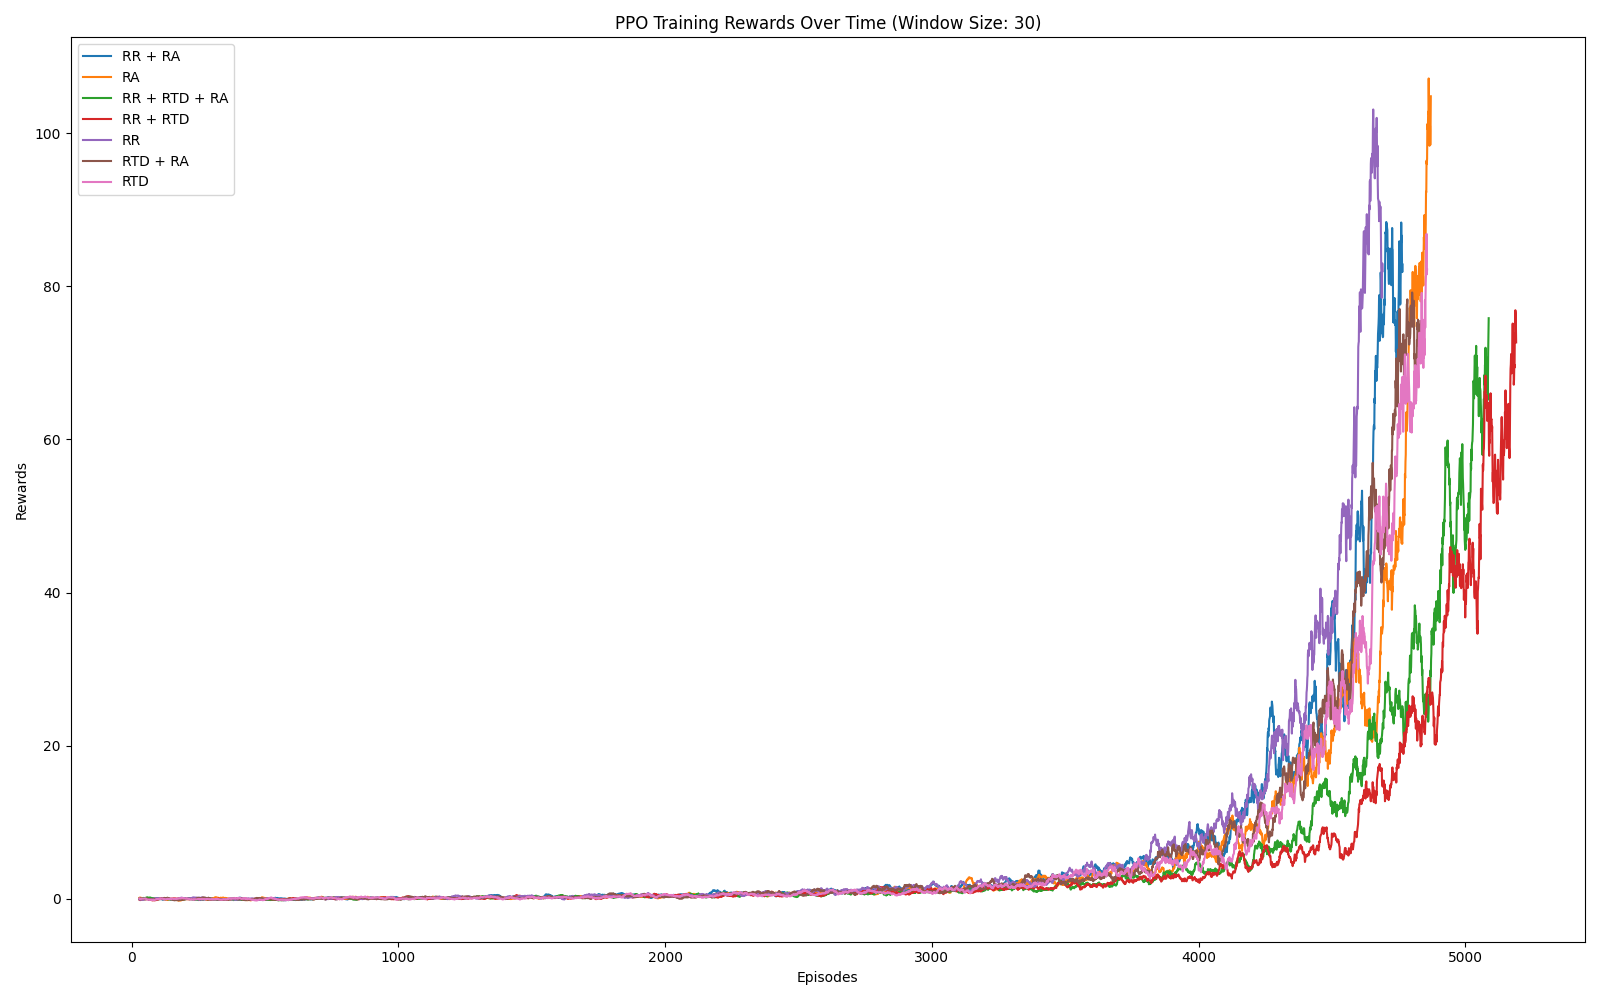 PPO Training Rewards Over Time (Window Size: 30)
RR + RA
RA
RR + RTD + RA
RR + RTD
RR
RTD + RA
RTD
100
80
60
40
20
0
Rewards
0
1000
2000
3000
4000
5000
Episodes